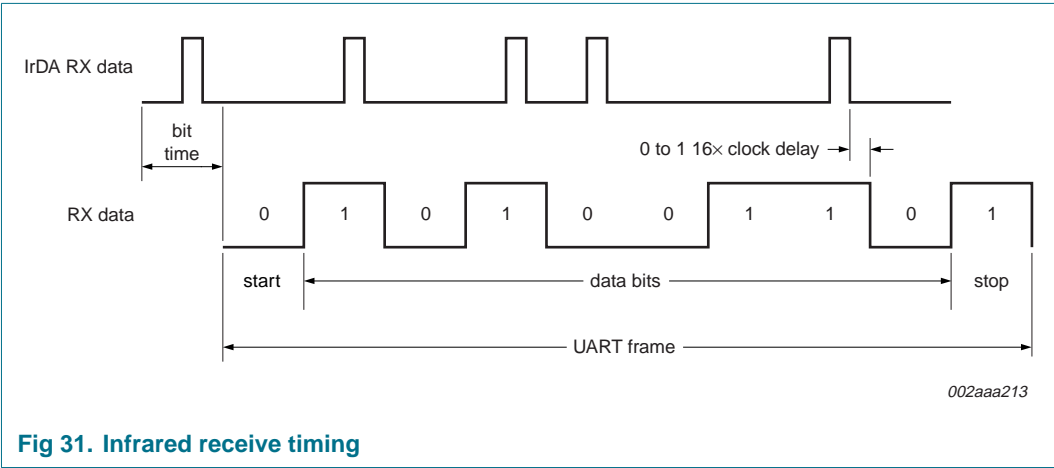 IrDA RX data
bit
time
0 to 1 16× clock delay
RX data
0 1 0 1 0 0 1 1 0 1
start
data bits
stop
UART frame
002aaa213
Fig 31. Infrared receive timing